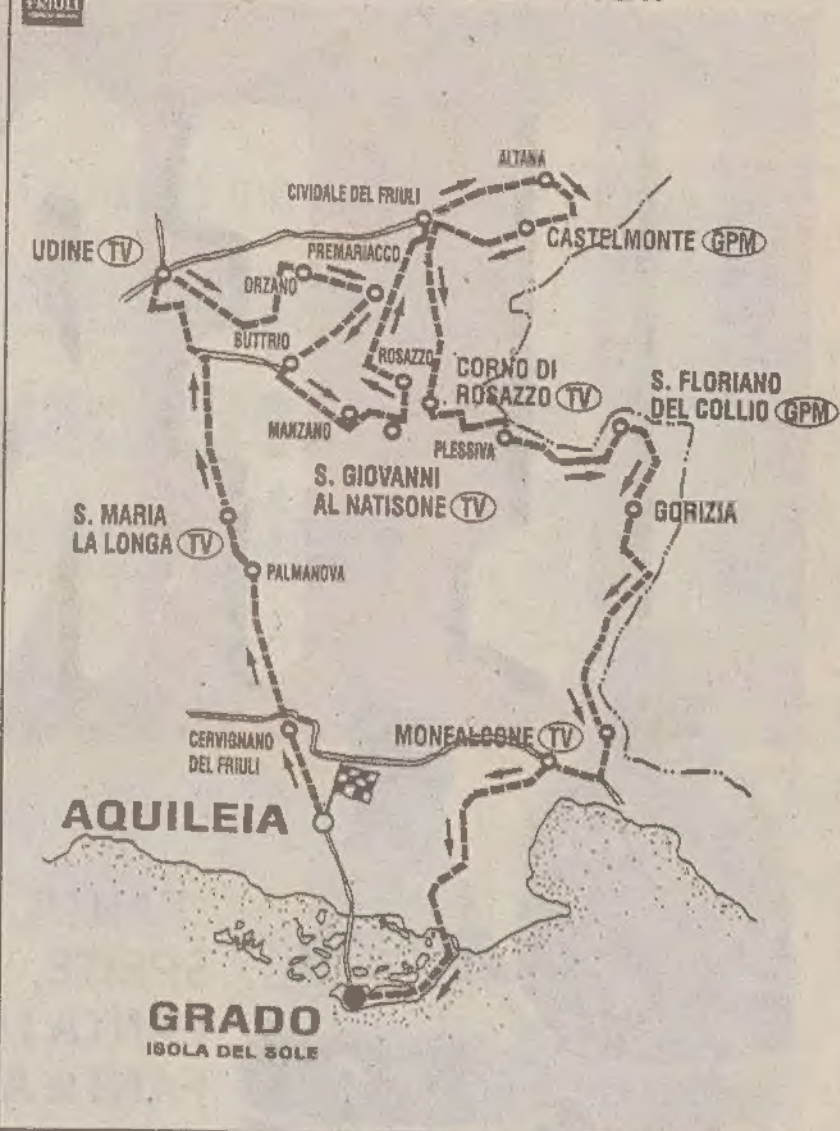 FRIULI
ALTANA
CIVIDALE DEL FRIULI
CASTELMONTE GPM
UDINE TV
PREMARIACCO
ORZANO
BUTTRIO
ROSAZZO
CORNO DI
ROSAZZO TV
S. FLORIANO
DEL COLLIO GPM
MANZANO
PLESSIVA
S. GIOVANNI
AL NATISONE TV
GORIZIA
S. MARIA
LA LONGA TV
PALMANOVA
CERVIGNANO
DEL FRIULI
MONFALCONE TV
AQUILEIA
GRADO
ISOLA DEL SOLE